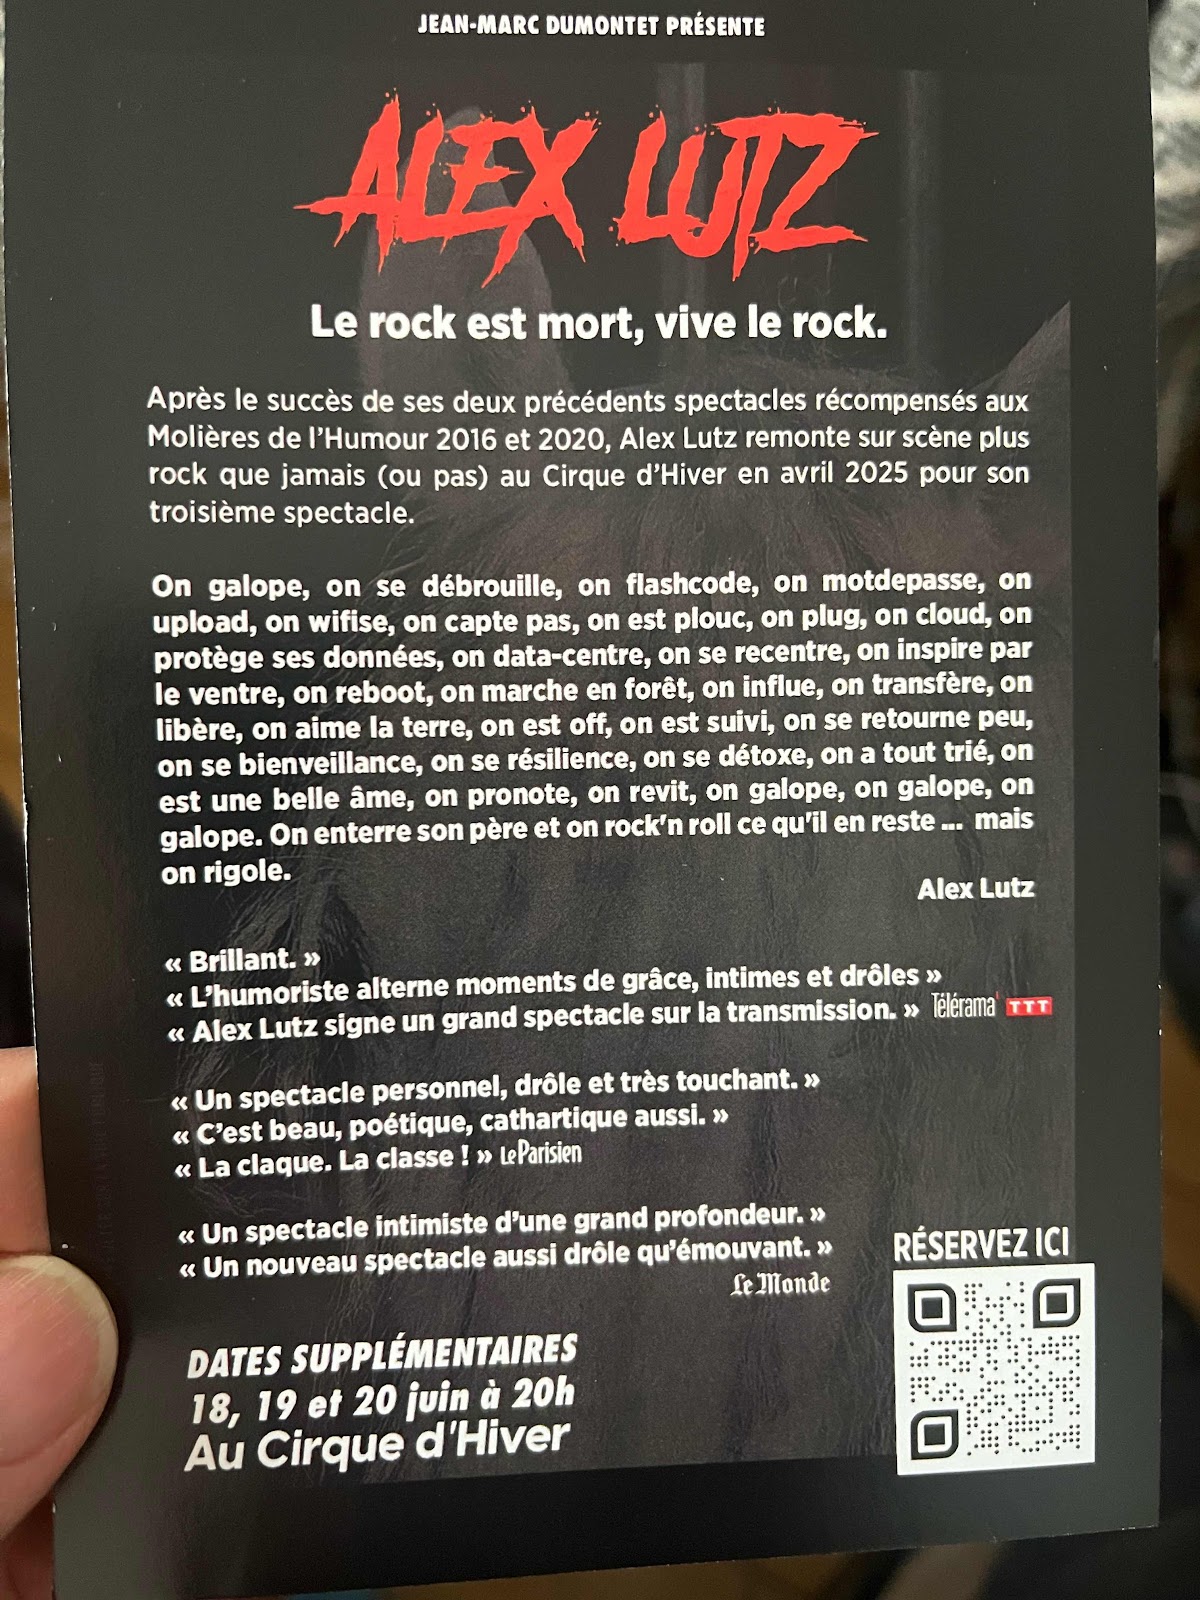 JEAN-MARC DUMONTET PRÉSENTE
ALEX LUTZ
Le rock est mort, vive le rock.
Après le succès de ses deux précédents spectacles récompensés aux
Molières de l'Humour 2016 et 2020, Alex Lutz remonte sur scène plus
rock que jamais (ou pas) au Cirque d'Hiver en avril 2025 pour son
troisième spectacle.
On galope, on se débrouille, on flashcode, on motdepasse, on
upload, on wifise, on capte pas, on est plouc, on plug, on cloud, on
protège ses données, on data-centre, on se recentre, on inspire par
le ventre, on reboot, on marche en forêt, on influe, on transfère, on
libère, on aime la terre, on est off, on est suivi, on se retourne peu,
on se bienveillance, on se résilience, on se détoxe, on a tout trié, on
est une belle âme, on pronote, on revit, on galope, on galope, on
galope. On enterre son père et on rock'n roll ce qu'il en reste ... mais
on rigole.
Alex Lutz
« Brillant. »
« L'humoriste alterne moments de grâce, intimes et drôles »
« Alex Lutz signe un grand spectacle sur la transmission. » Télérama' TTT
« Un spectacle personnel, drôle et très touchant. »
« C'est beau, poétique, cathartique aussi. »
« La claque. La classe ! » Le Parisien
« Un spectacle intimiste d'une grand profondeur. »
« Un nouveau spectacle aussi drôle qu'émouvant. »
Le Monde
RÉSERVEZ ICI
DATES SUPPLÉMENTAIRES
18, 19 et 20 juin à 20h
Au Cirque d'Hiver